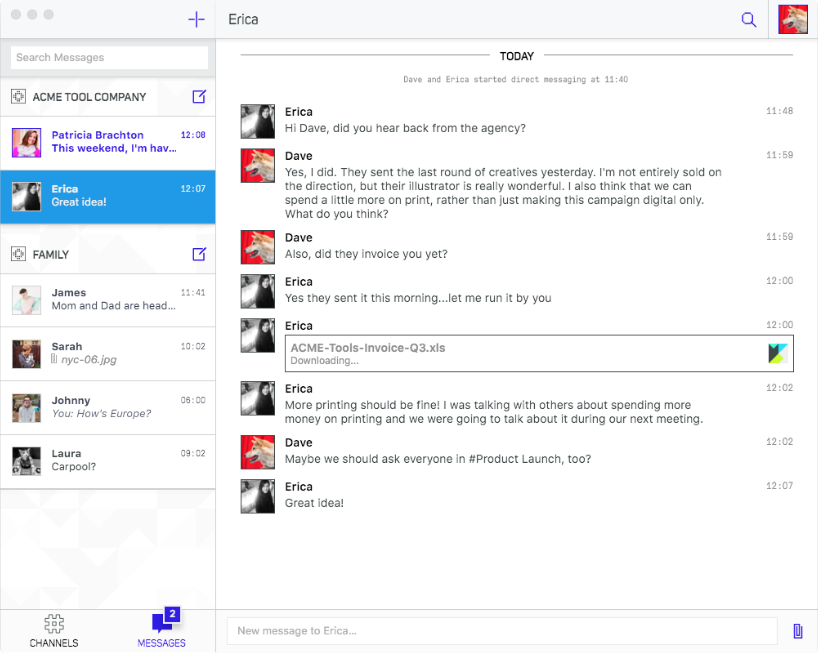 Erica
Search Messages
ACME TOOL COMPANY
Patricia Brachton 12:08
This weekend, I'm hav...
Erica 12:07
Great idea!
FAMILY
James 11:41
Mom and Dad are head...
Sarah 10:02
nyc-06.jpg
Johnny 06:00
You: How's Europe?
Laura 09:02
Carpool?
CHANNELS
2
MESSAGES
TODAY
Dave and Erica started direct messaging at 11:40
Erica 11:48
Hi Dave, did you hear back from the agency?
Dave 11:59
Yes, I did. They sent the last round of creatives yesterday. I'm not entirely sold on
the direction, but their illustrator is really wonderful. I also think that we can
spend a little more on print, rather than just making this campaign digital only.
What do you think?
Dave 11:59
Also, did they invoice you yet?
Erica 12:00
Yes they sent it this morning...let me run it by you
Erica 12:00
ACME-Tools-Invoice-Q3.xls
Downloading...
Erica 12:02
More printing should be fine! I was talking with others about spending more
money on printing and we were going to talk about it during our next meeting.
Dave 12:02
Maybe we should ask everyone in #Product Launch, too?
Erica 12:07
Great idea!
New message to Erica...